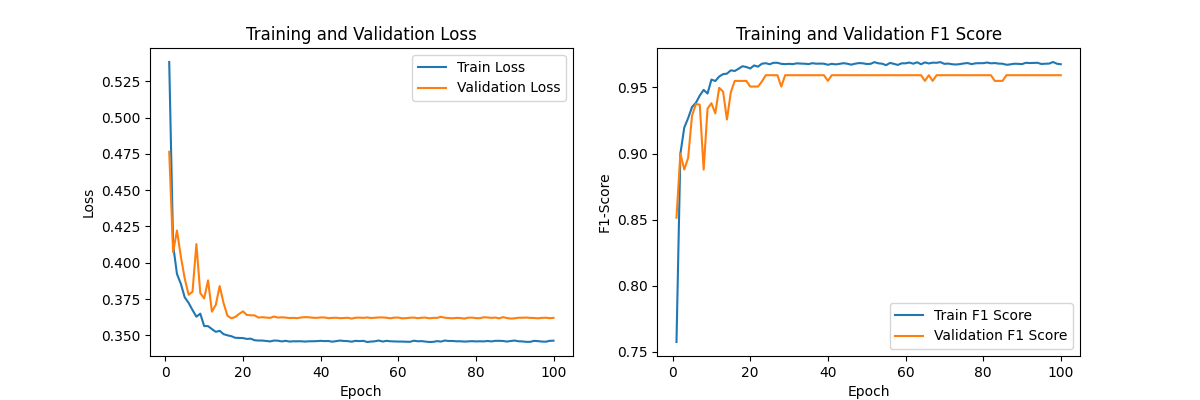 Training and Validation Loss
Train Loss
Validation Loss
0.525
0.500
0.475
0.450
0.425
0.400
0.375
0.350
Loss
0 20 40 60 80 100
Epoch
Training and Validation F1 Score
0.95
0.90
0.85
0.80
0.75
F1-Score
Train F1 Score
Validation F1 Score
0 20 40 60 80 100
Epoch